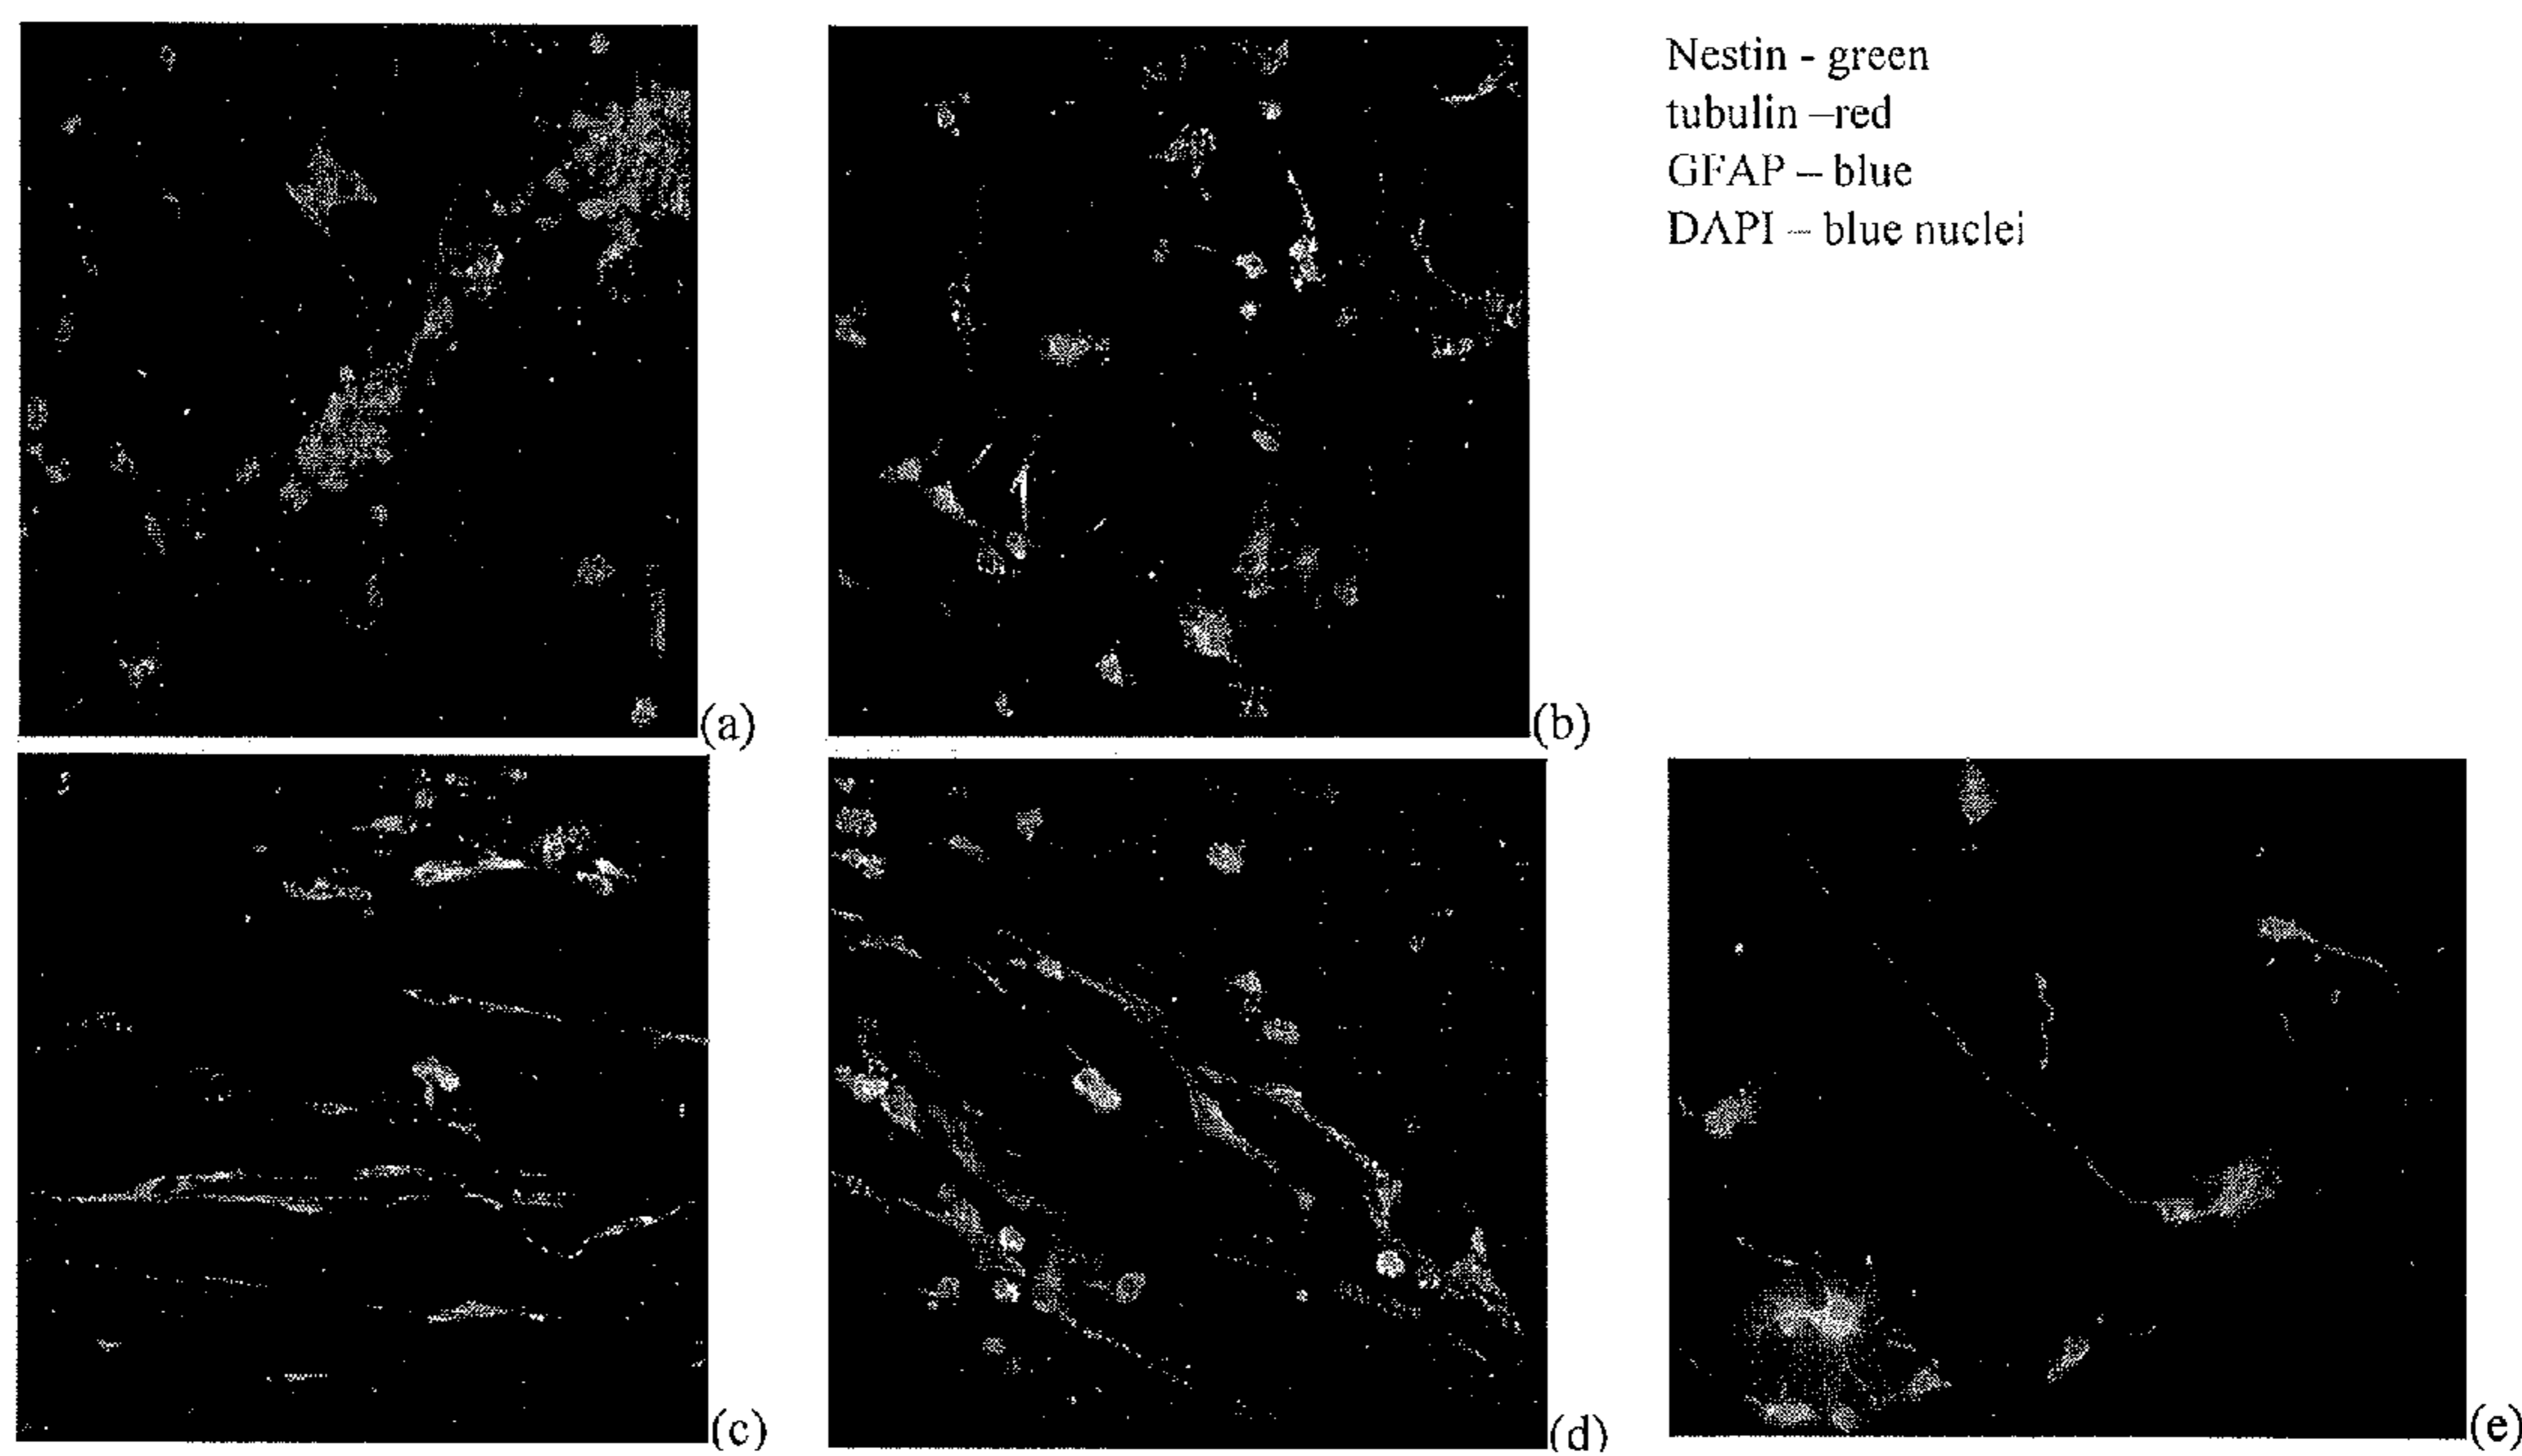 Nestin - green
tubulin –red
GFAP – blue
DAPI – blue nuclei
(a)
(b)
(c)
(d)
(e)